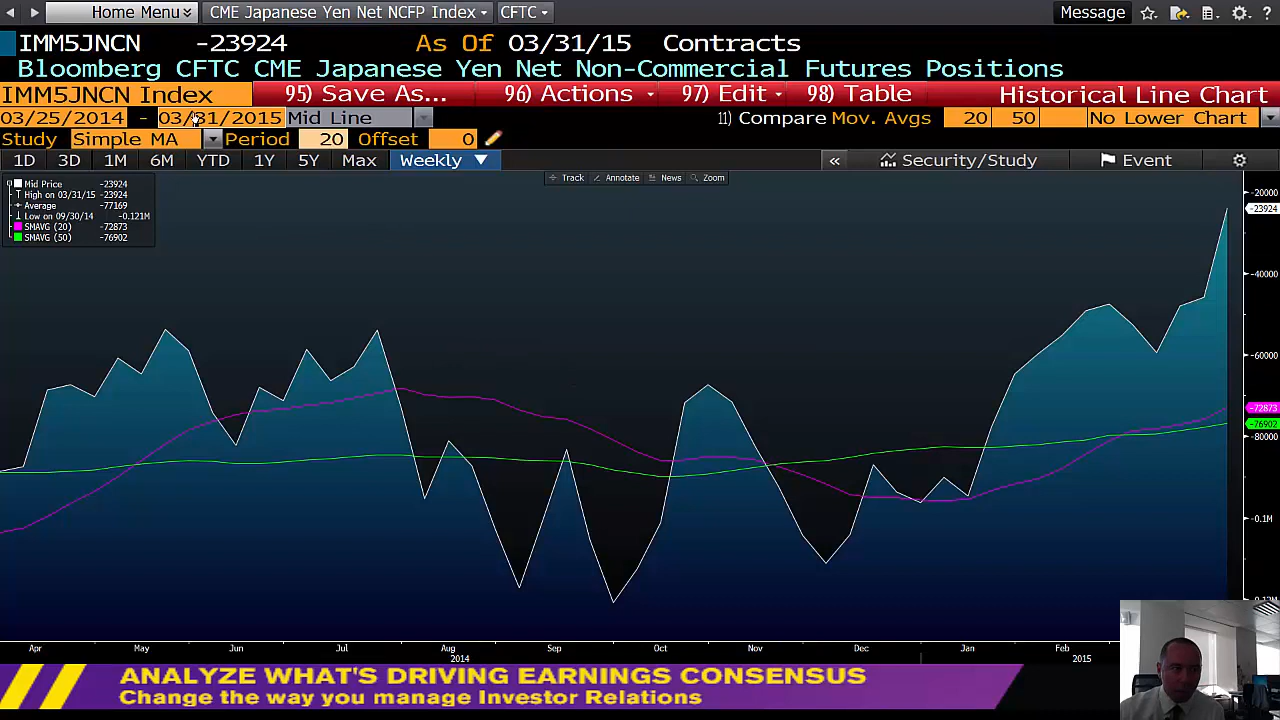 Home Menu CME Japanese Yen Net NCFP Index CFTC Message ?
IMM5JNCN -23924 As Of 03/31/15 Contracts
Bloomberg CFTC CME Japanese Yen Net Non-Commercial Futures Positions
IMM5JNCN Index 95) Save As... 96) Actions 97) Edit 98) Table Historical Line Chart
03/25/2014 - 03/31/2015 Mid Line 11) Compare Mov. Avgs 20 50 No Lower Chart
Study Simple MA Period 20 Offset 0
1D 3D 1M 6M YTD 1Y 5Y Max Weekly ▼ « Security/Study Event
Track Annotate News Zoom
Mid Price -23924
High on 03/31/15 -23924
Average -77169
Low on 09/30/14 -0.121M
SMAVG (20) -72873
SMAVG (50) -76902
-20000
-23924
-40000
-60000
-72873
-76902
-80000
-0.1M
Apr May Jun Jul Aug Sep Oct Nov Dec Jan Feb
2014 2015
ANALYZE WHAT'S DRIVING EARNINGS CONSENSUS
Change the way you manage Investor Relations